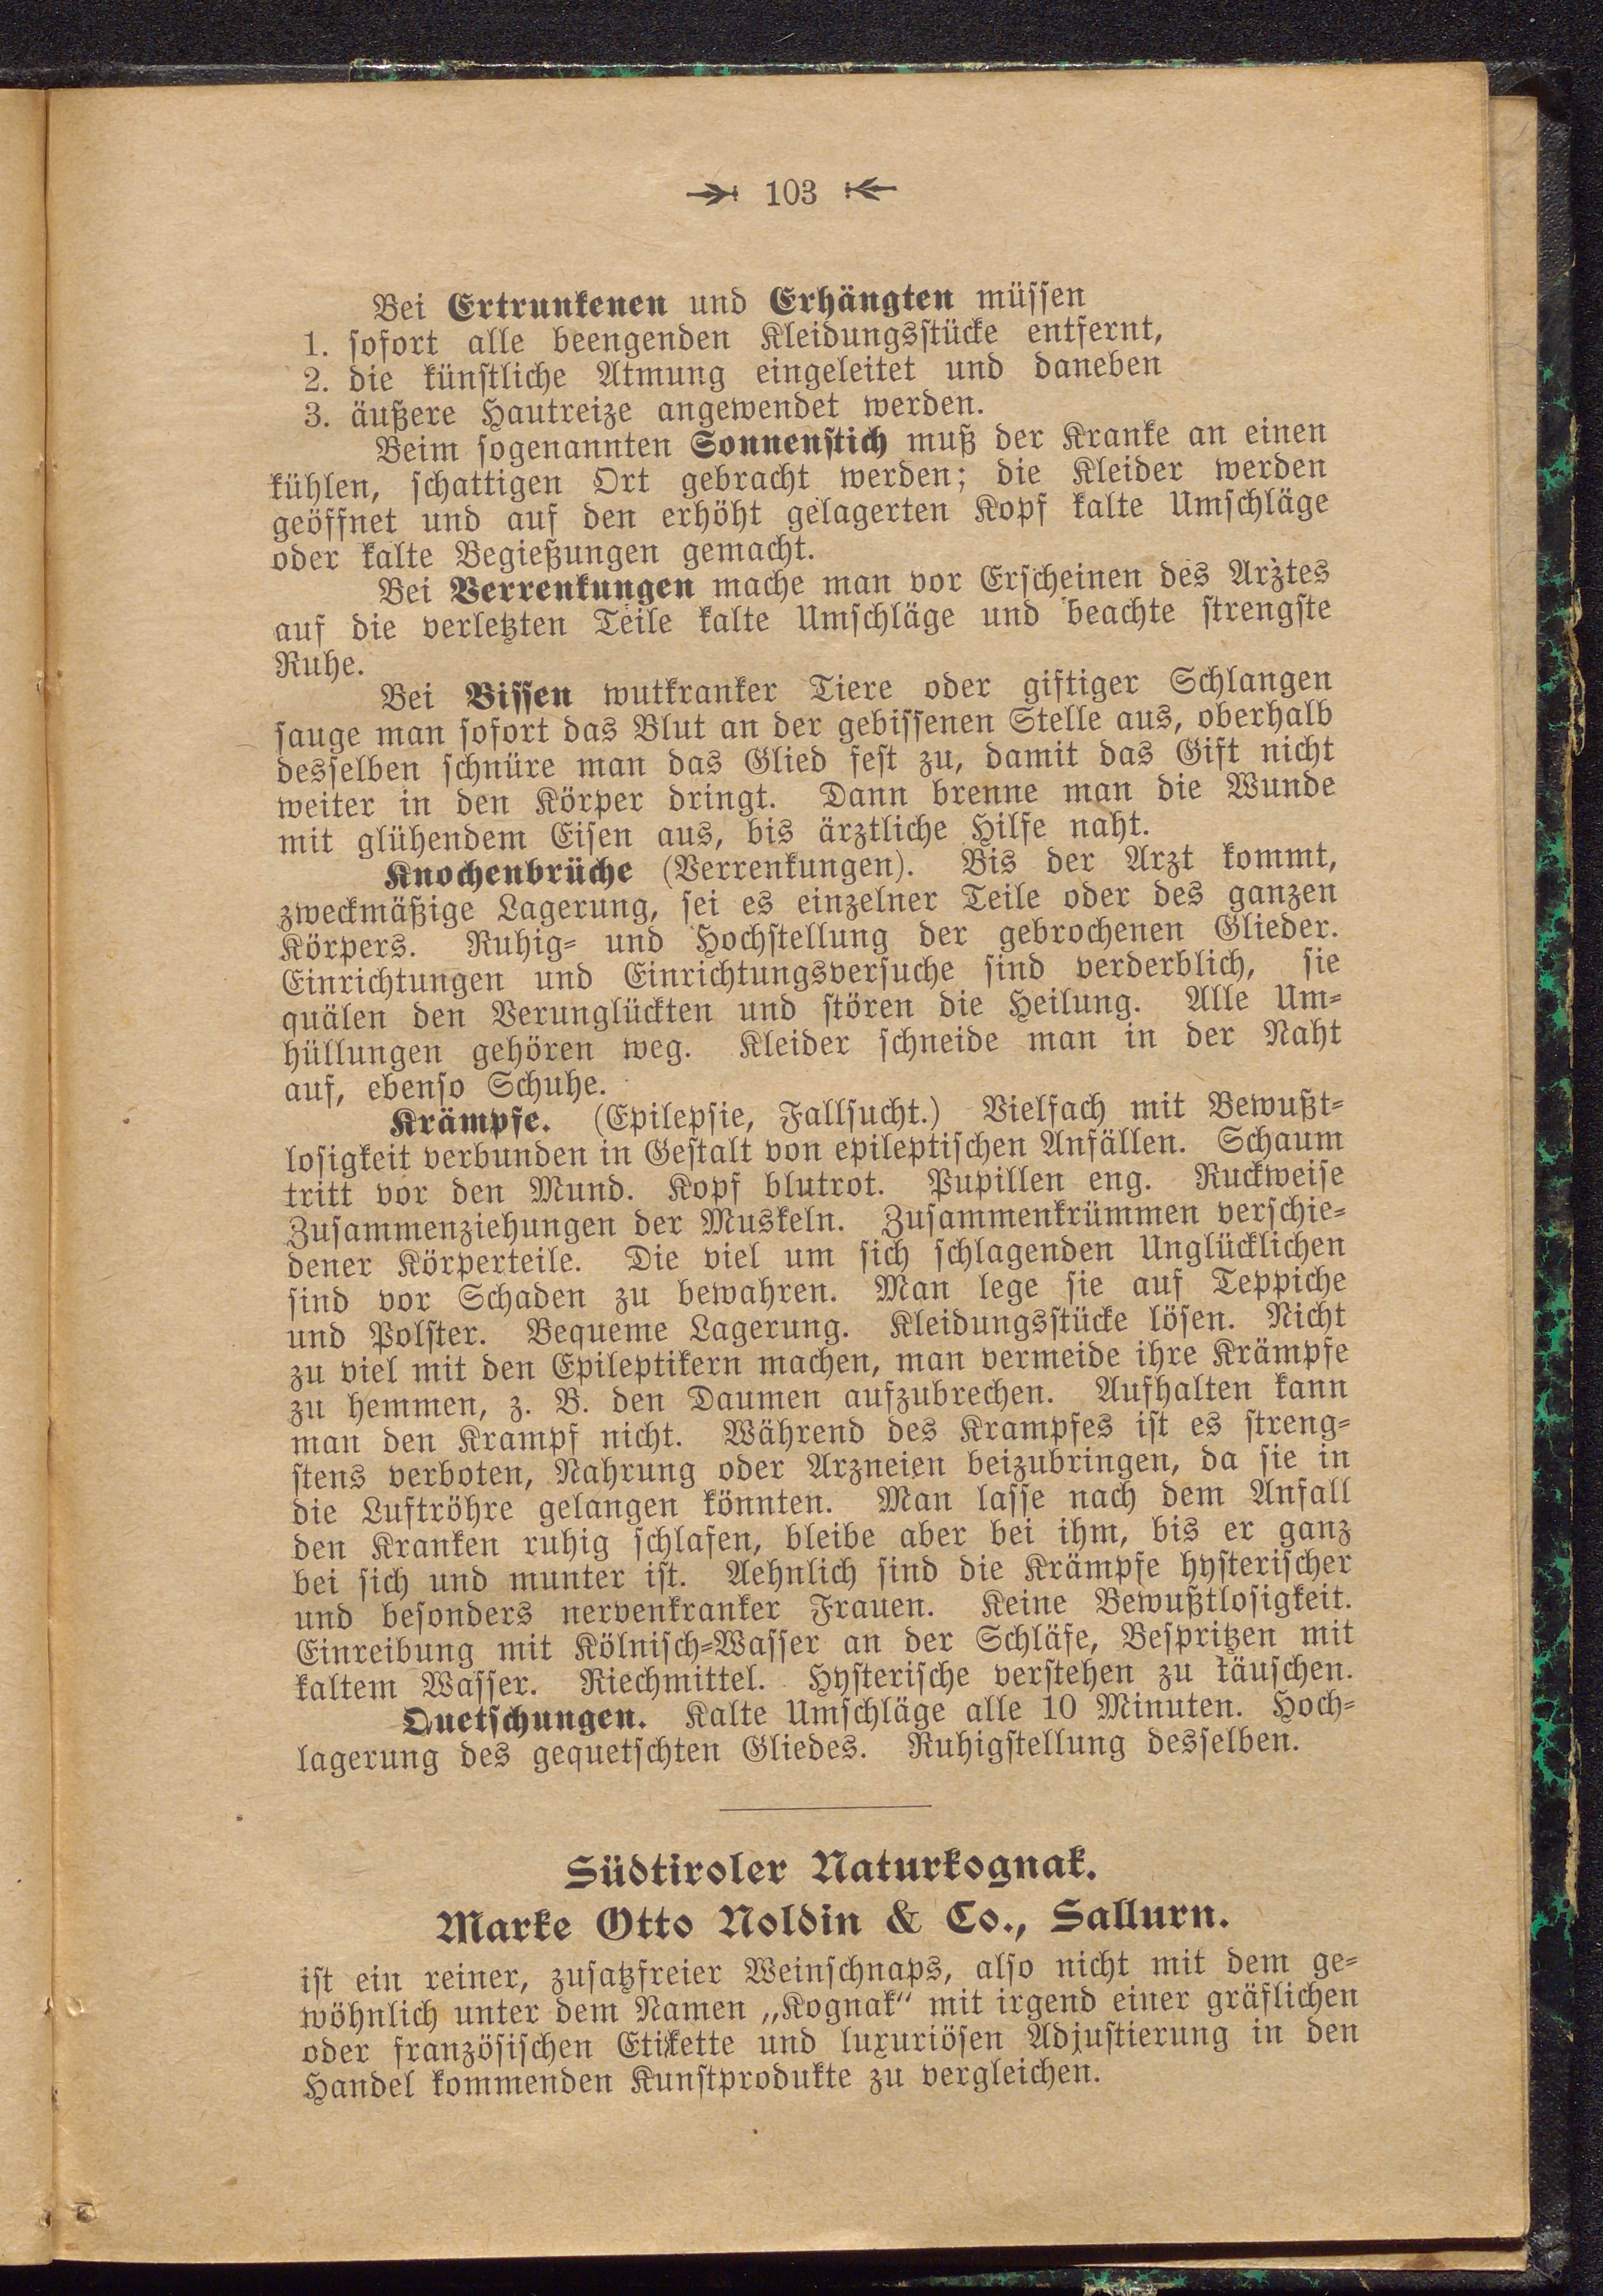 103
Bei Ertrunkenen und Erhängten müssen
1. sofort alle beengenden Kleidungsstücke entfernt,
2. die künstliche Atmung eingeleitet und daneben
3. äußere Hautreize angewendet werden.
Beim sogenannten Sonnenstich muß der Kranke an einen
kühlen, schattigen Ort gebracht werden; die Kleider werden
geöffnet und auf den erhöht gelagerten Kopf kalte Umschläge
oder kalte Begießungen gemacht.
Bei Verrenkungen mache man vor Erscheinen des Arztes
auf die verletzten Teile kalte Umschläge und beachte strengste
Ruhe.
Bei Bissen wutkranker Tiere oder giftiger Schlangen
sauge man sofort das Blut an der gebissenen Stelle aus, oberhalb
desselben schnüre man das Glied fest zu, damit das Gift nicht
weiter in den Körper dringt. Dann brenne man die Wunde
mit glühendem Eisen aus, bis ärztliche Hilfe naht.
Knochenbrüche (Verrenkungen). Bis der Arzt kommt,
zweckmäßige Lagerung, sei es einzelner Teile oder des ganzen
Körpers. Ruhig- und Hochstellung der gebrochenen Glieder.
Einrichtungen und Einrichtungsversuche sind verderblich, sie
quälen den Verunglückten und stören die Heilung. Alle Um-
hüllungen gehören weg. Kleider schneide man in der Naht
auf, ebenso Schuhe.
Krämpfe. (Epilepsie, Fallsucht.) Vielfach mit Bewußt-
losigkeit verbunden in Gestalt von epileptischen Anfällen. Schaum
tritt vor den Mund. Kopf blutrot. Pupillen eng. Ruckweise
Zusammenziehungen der Muskeln. Zusammenkrümmen verschie-
dener Körperteile. Die viel um sich schlagenden Unglücklichen
sind vor Schaden zu bewahren. Man lege sie auf Teppiche
und Polster. Bequeme Lagerung. Kleidungsstücke lösen. Nicht
zu viel mit den Epileptikern machen, man vermeide ihre Krämpfe
zu hemmen, z. B. den Daumen aufzubrechen. Aufhalten kann
man den Krampf nicht. Während des Krampfes ist es streng-
stens verboten, Nahrung oder Arzneien beizubringen, da sie in
die Luftröhre gelangen könnten. Man lasse nach dem Anfall
den Kranken ruhig schlafen, bleibe aber bei ihm, bis er ganz
bei sich und munter ist. Aehnlich sind die Krämpfe hysterischer
und besonders nervenkranker Frauen. Keine Bewußtlosigkeit.
Einreibung mit Kölnisch-Wasser an der Schläfe, Bespritzen mit
kaltem Wasser. Riechmittel. Hysterische verstehen zu täuschen.
Quetschungen. Kalte Umschläge alle 10 Minuten. Hoch-
lagerung des gequetschten Gliedes. Ruhigstellung desselben.
Südtiroler Naturkognak.
Marke Otto Noldin & Co., Sallurn.
ist ein reiner, zusatzfreier Weinschnaps, also nicht mit dem ge-
wöhnlich unter dem Namen „Kognak“ mit irgend einer gräflichen
oder französischen Etikette und luxuriösen Adjustierung in den
Handel kommenden Kunstprodukte zu vergleichen.